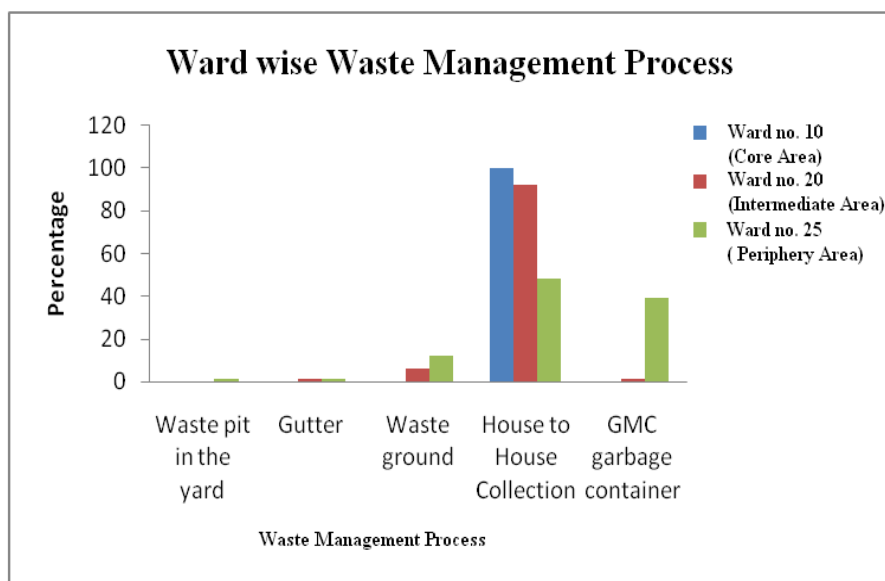 Ward wise Waste Management Process
120
100
80
60
40
20
0
Percentage
Ward no. 10
(Core Area)
Ward no. 20
(Intermediate Area)
Ward no. 25
( Periphery Area)
Waste pit
in the
yard
Gutter
Waste
ground
House to
House
Collection
GMC
garbage
container
Waste Management Process